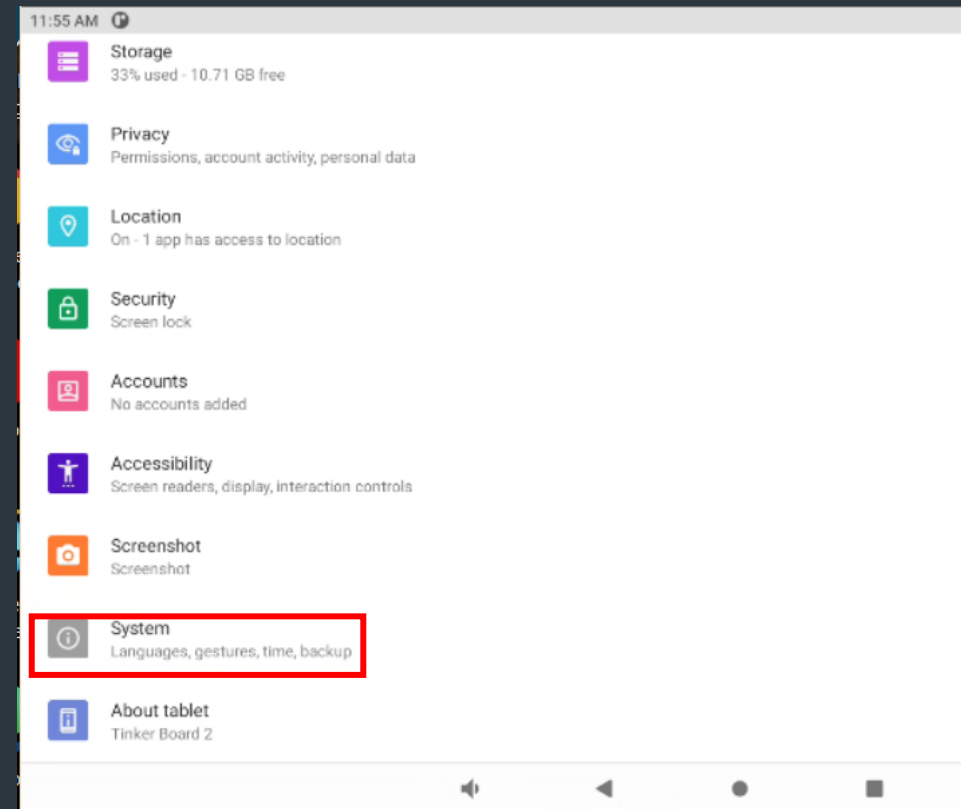 11:55 AM
Storage
33% used - 10.71 GB free
Privacy
Permissions, account activity, personal data
Location
On - 1 app has access to location
Security
Screen lock
Accounts
No accounts added
Accessibility
Screen readers, display, interaction controls
Screenshot
Screenshot
System
Languages, gestures, time, backup
About tablet
Tinker Board 2